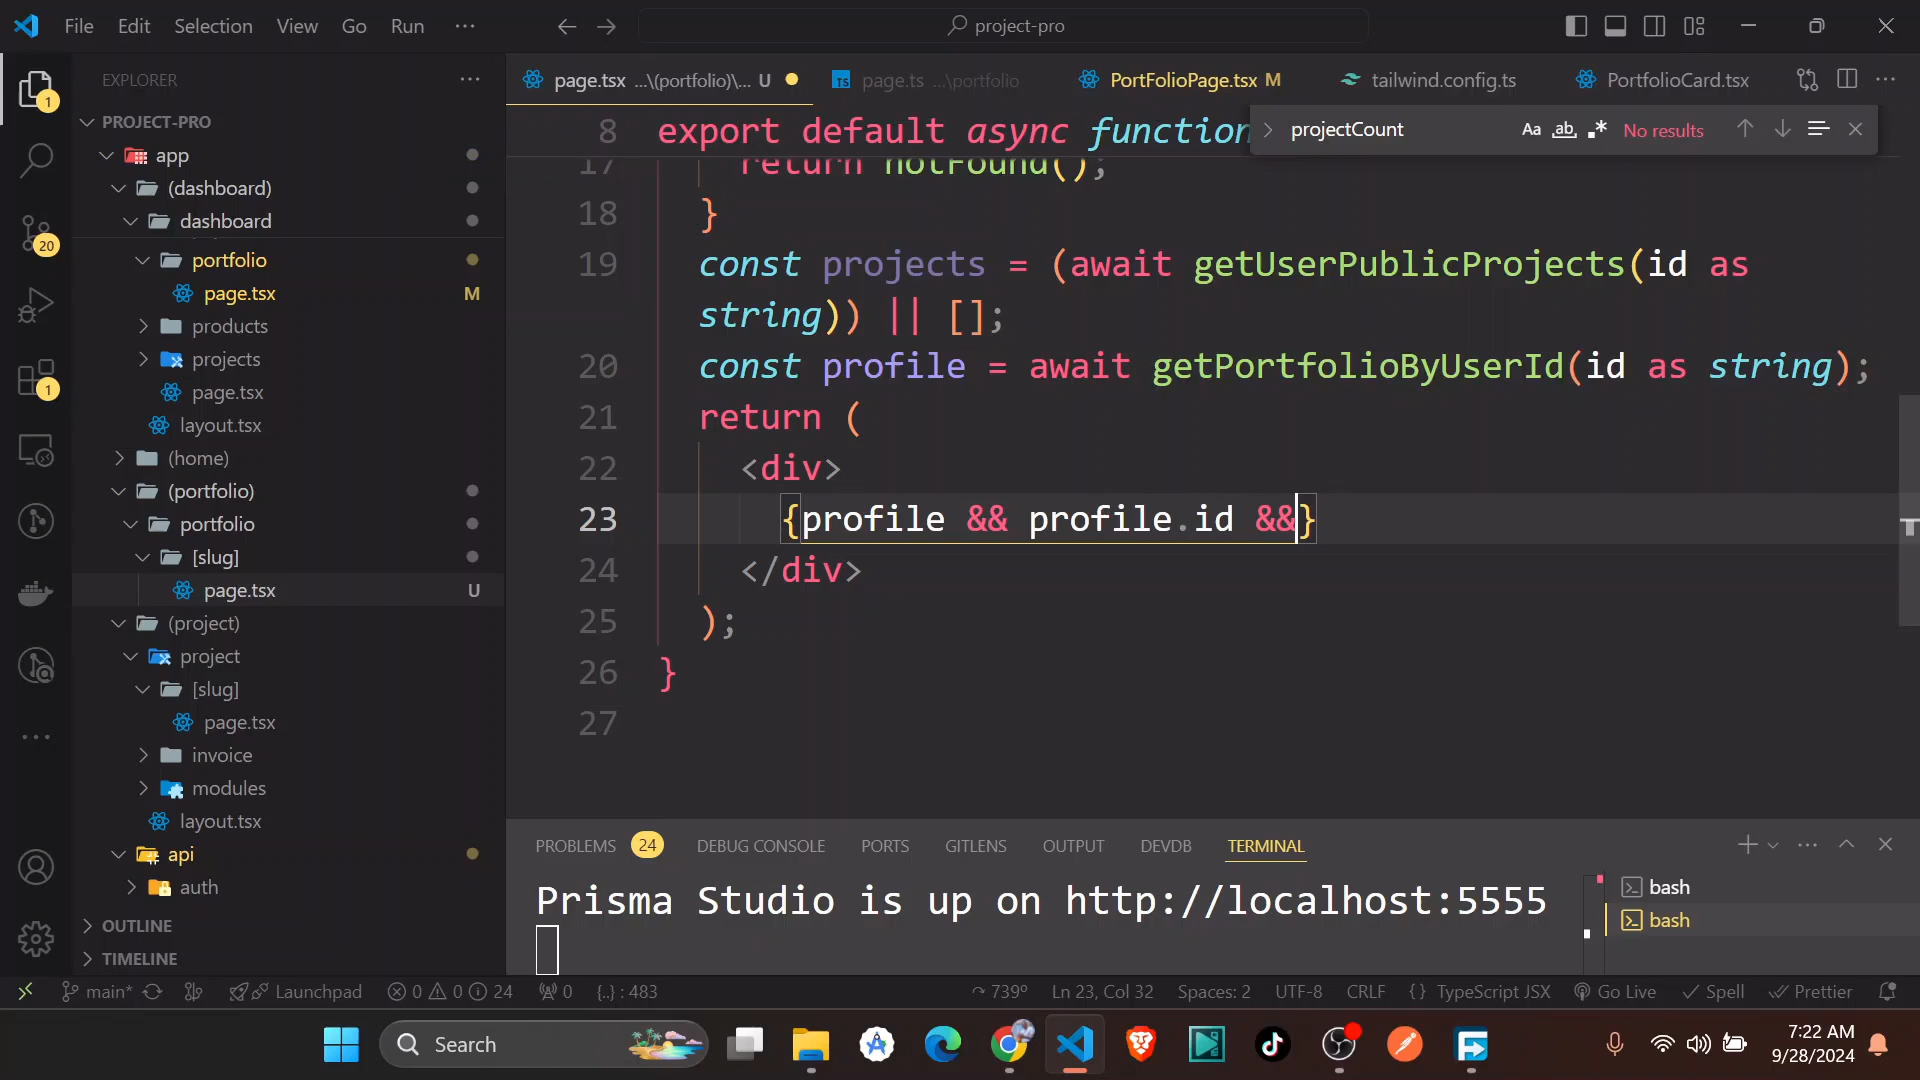 File Edit Selection View Go Run ··· project-pro
EXPLORER ···
PROJECT-PRO
app
(dashboard)
dashboard
portfolio
page.tsx M
products
projects
page.tsx
layout.tsx
(home)
(portfolio)
portfolio
[slug]
page.tsx U
(project)
project
[slug]
page.tsx
invoice
modules
layout.tsx
api
auth
OUTLINE
TIMELINE
1
20
1
page.tsx ...\(portfolio)\... U
page.ts ...\portfolio
PortFolioPage.tsx M
tailwind.config.ts
PortfolioCard.tsx
projectCount Aa ab No results
8 export default async function
17 return notFound();
18 }
19 const projects = (await getUserPublicProjects(id as
string)) || [];
20 const profile = await getPortfolioByUserId(id as string);
21 return (
22 <div>
23 {profile && profile.id &&}
24 </div>
25 );
26 }
27
PROBLEMS 24 DEBUG CONSOLE PORTS GITLENS OUTPUT DEVDB TERMINAL
Prisma Studio is up on http://localhost:5555
bash
bash
main* Launchpad 0 0 24 0 {..} : 483 739° Ln 23, Col 32 Spaces: 2 UTF-8 CRLF {} TypeScript JSX Go Live Spell Prettier
Search
7:22 AM
9/28/2024